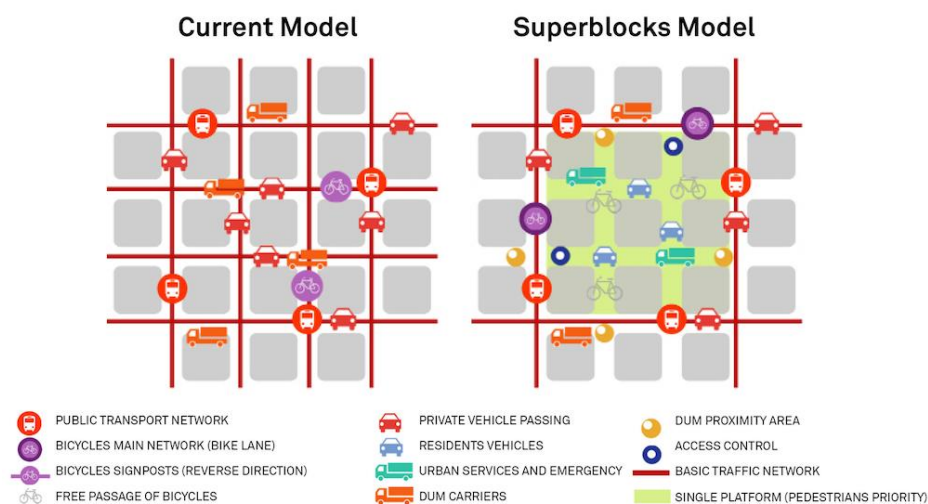 Current Model
Superblocks Model
PUBLIC TRANSPORT NETWORK
BICYCLES MAIN NETWORK (BIKE LANE)
BICYCLES SIGNPOSTS (REVERSE DIRECTION)
FREE PASSAGE OF BICYCLES
PRIVATE VEHICLE PASSING
RESIDENTS VEHICLES
URBAN SERVICES AND EMERGENCY
DUM CARRIERS
DUM PROXIMITY AREA
ACCESS CONTROL
BASIC TRAFFIC NETWORK
SINGLE PLATFORM (PEDESTRIANS PRIORITY)